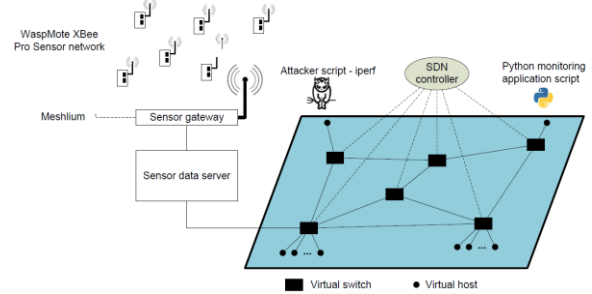 WaspMote XBee
Pro Sensor network
Attacker script - iperf
SDN
controller
Python monitoring
application script
Meshlium
Sensor gateway
Sensor data server
...
...
Virtual switch
Virtual host